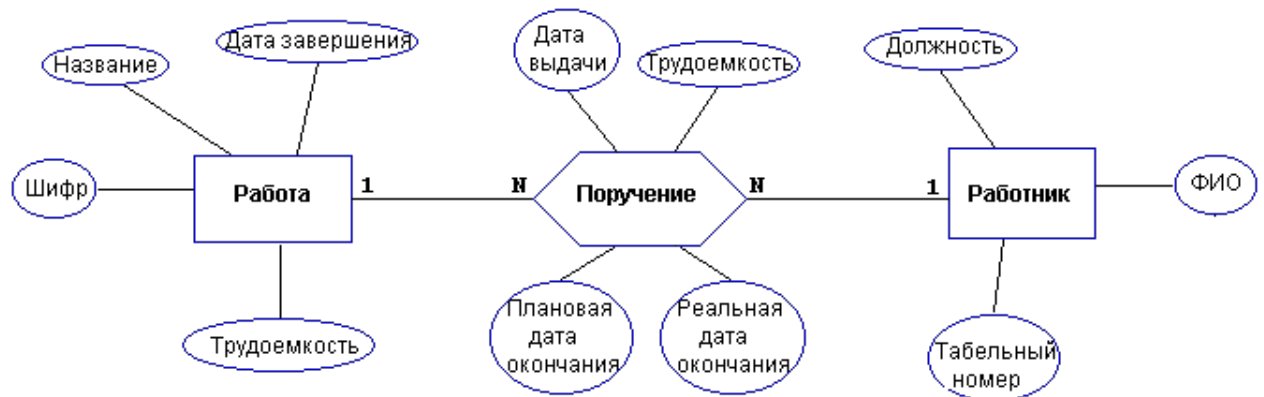 Название
Дата завершения
Шифр
Работа
Трудоемкость
1
N
Дата
выдачи
Трудоемкость
Поручение
Плановая
дата
окончания
Реальная
дата
окончания
N
1
Должность
Работник
ФИО
Табельный
номер